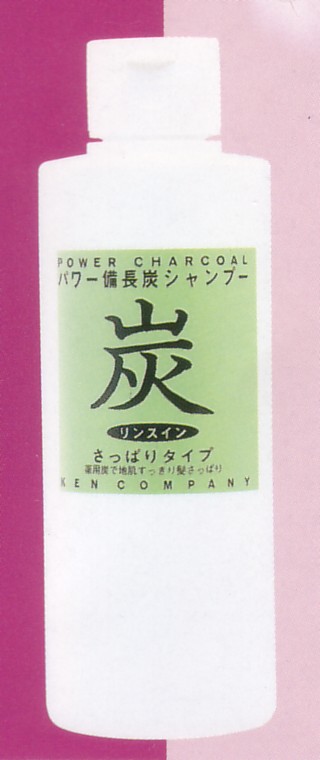 POWER CHARCOAL
パワー備長炭シャンプー
炭
リンスイン
さっぱりタイプ
薬用炭で地肌すっきり髪さっぱり
KEN COMPANY